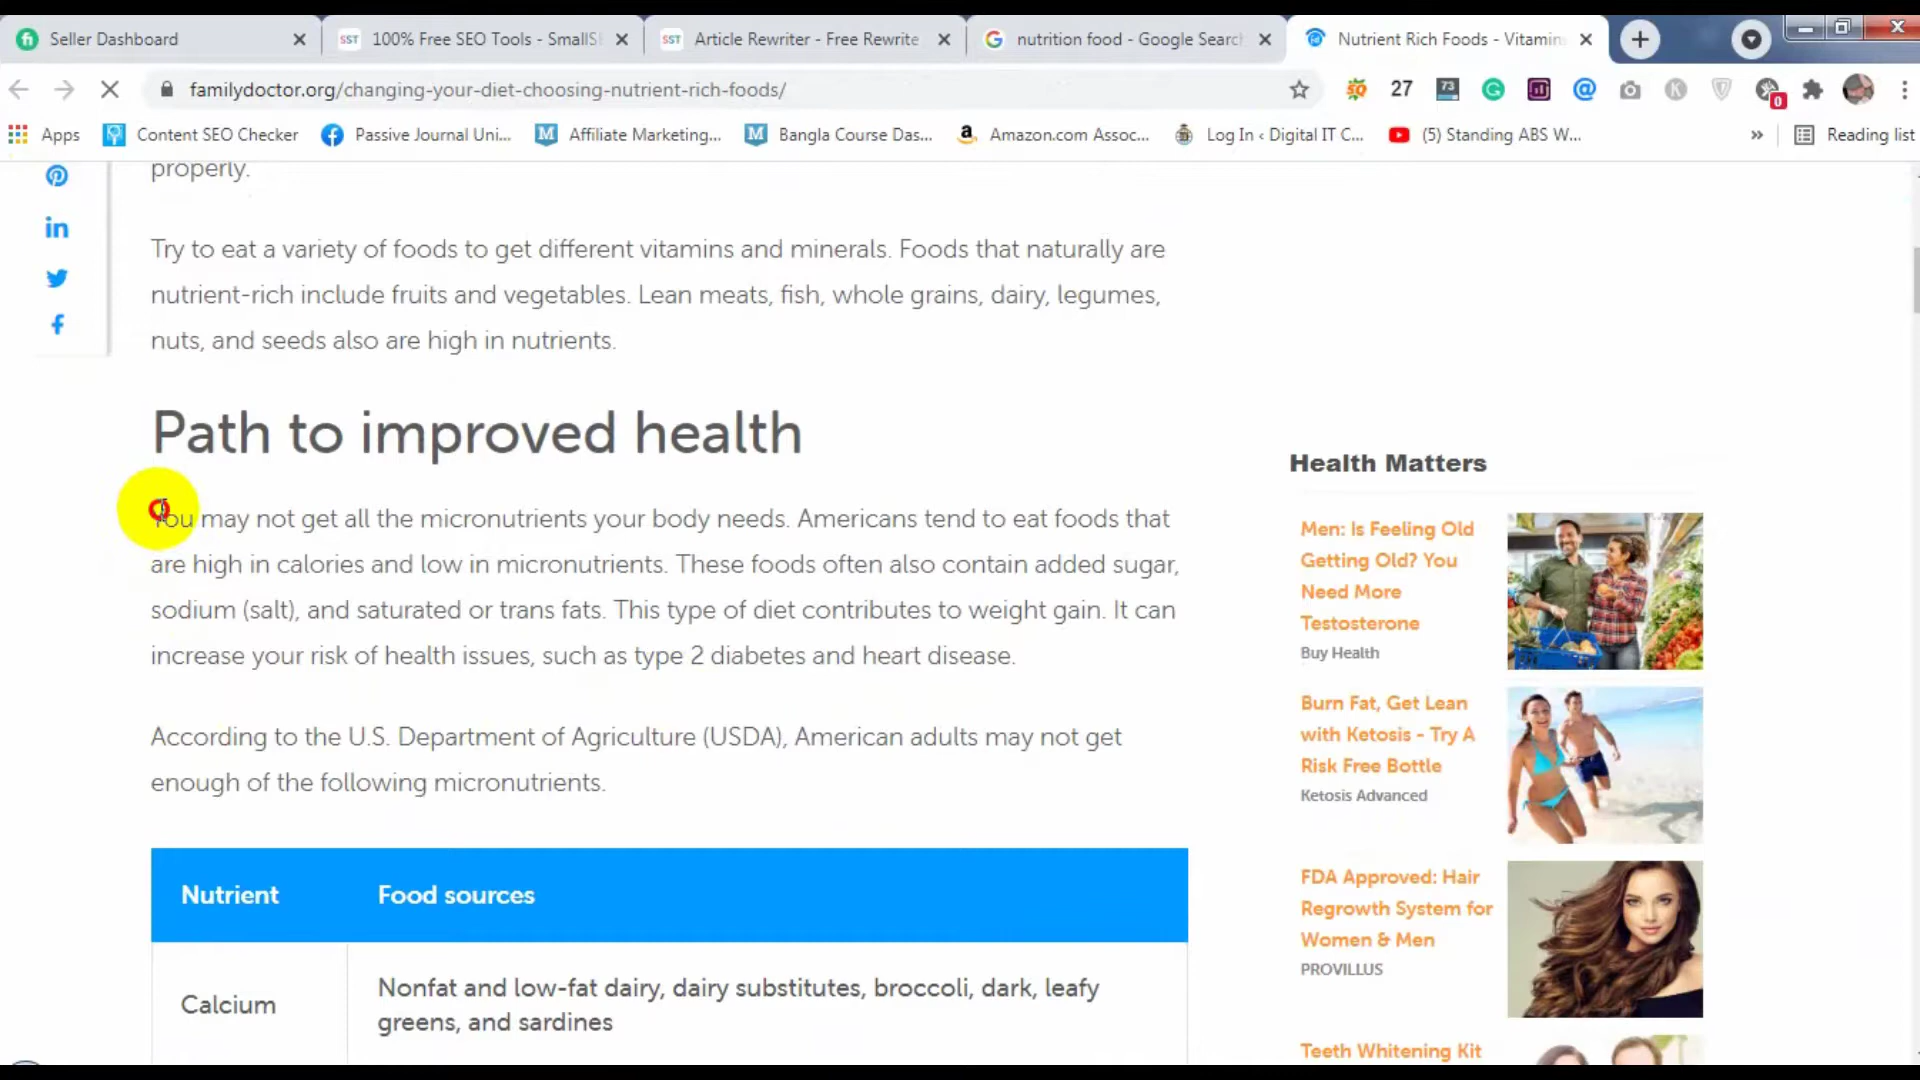 Seller Dashboard
100% Free SEO Tools - SmallS
Article Rewriter - Free Rewrite
nutrition food - Google Search
Nutrient Rich Foods - Vitamin
familydoctor.org/changing-your-diet-choosing-nutrient-rich-foods/
27
73
0
Apps
Content SEO Checker
Passive Journal Uni...
Affiliate Marketing...
Bangla Course Das...
Amazon.com Assoc...
Log In ‹ Digital IT C...
(5) Standing ABS W...
»
Reading list
properly.
Try to eat a variety of foods to get different vitamins and minerals. Foods that naturally are
nutrient-rich include fruits and vegetables. Lean meats, fish, whole grains, dairy, legumes,
nuts, and seeds also are high in nutrients.
Path to improved health
You may not get all the micronutrients your body needs. Americans tend to eat foods that
are high in calories and low in micronutrients. These foods often also contain added sugar,
sodium (salt), and saturated or trans fats. This type of diet contributes to weight gain. It can
increase your risk of health issues, such as type 2 diabetes and heart disease.
According to the U.S. Department of Agriculture (USDA), American adults may not get
enough of the following micronutrients.
Nutrient
Food sources
Calcium
Nonfat and low-fat dairy, dairy substitutes, broccoli, dark, leafy
greens, and sardines
Health Matters
Men: Is Feeling Old
Getting Old? You
Need More
Testosterone
Buy Health
Burn Fat, Get Lean
with Ketosis - Try A
Risk Free Bottle
Ketosis Advanced
FDA Approved: Hair
Regrowth System for
Women & Men
PROVILLUS
Teeth Whitening Kit